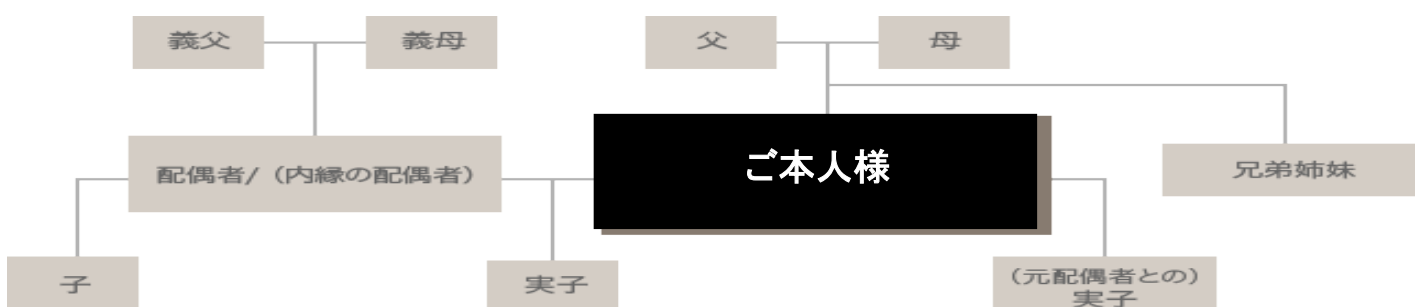 義父
義母
父
母
配偶者/（内縁の配偶者）
ご本人様
兄弟姉妹
子
実子
（元配偶者との）
実子